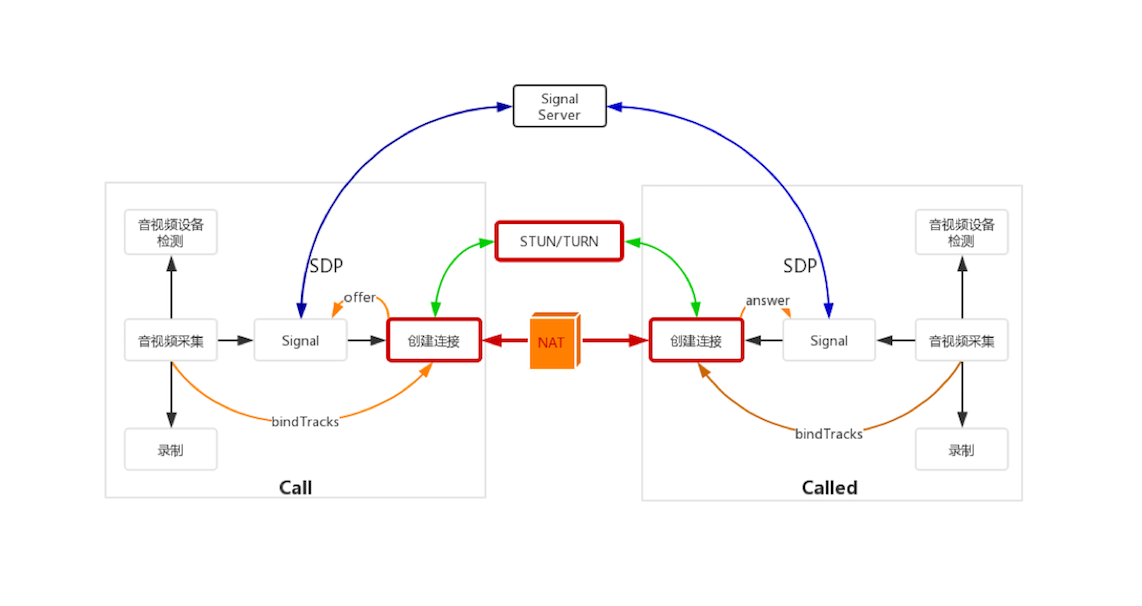 Signal
Server
音视频设备
检测
STUN/TURN
音视频设备
检测
SDP
SDP
offer
answer
音视频采集
Signal
创建连接
NAT
创建连接
Signal
音视频采集
bindTracks
bindTracks
录制
录制
Call
Called